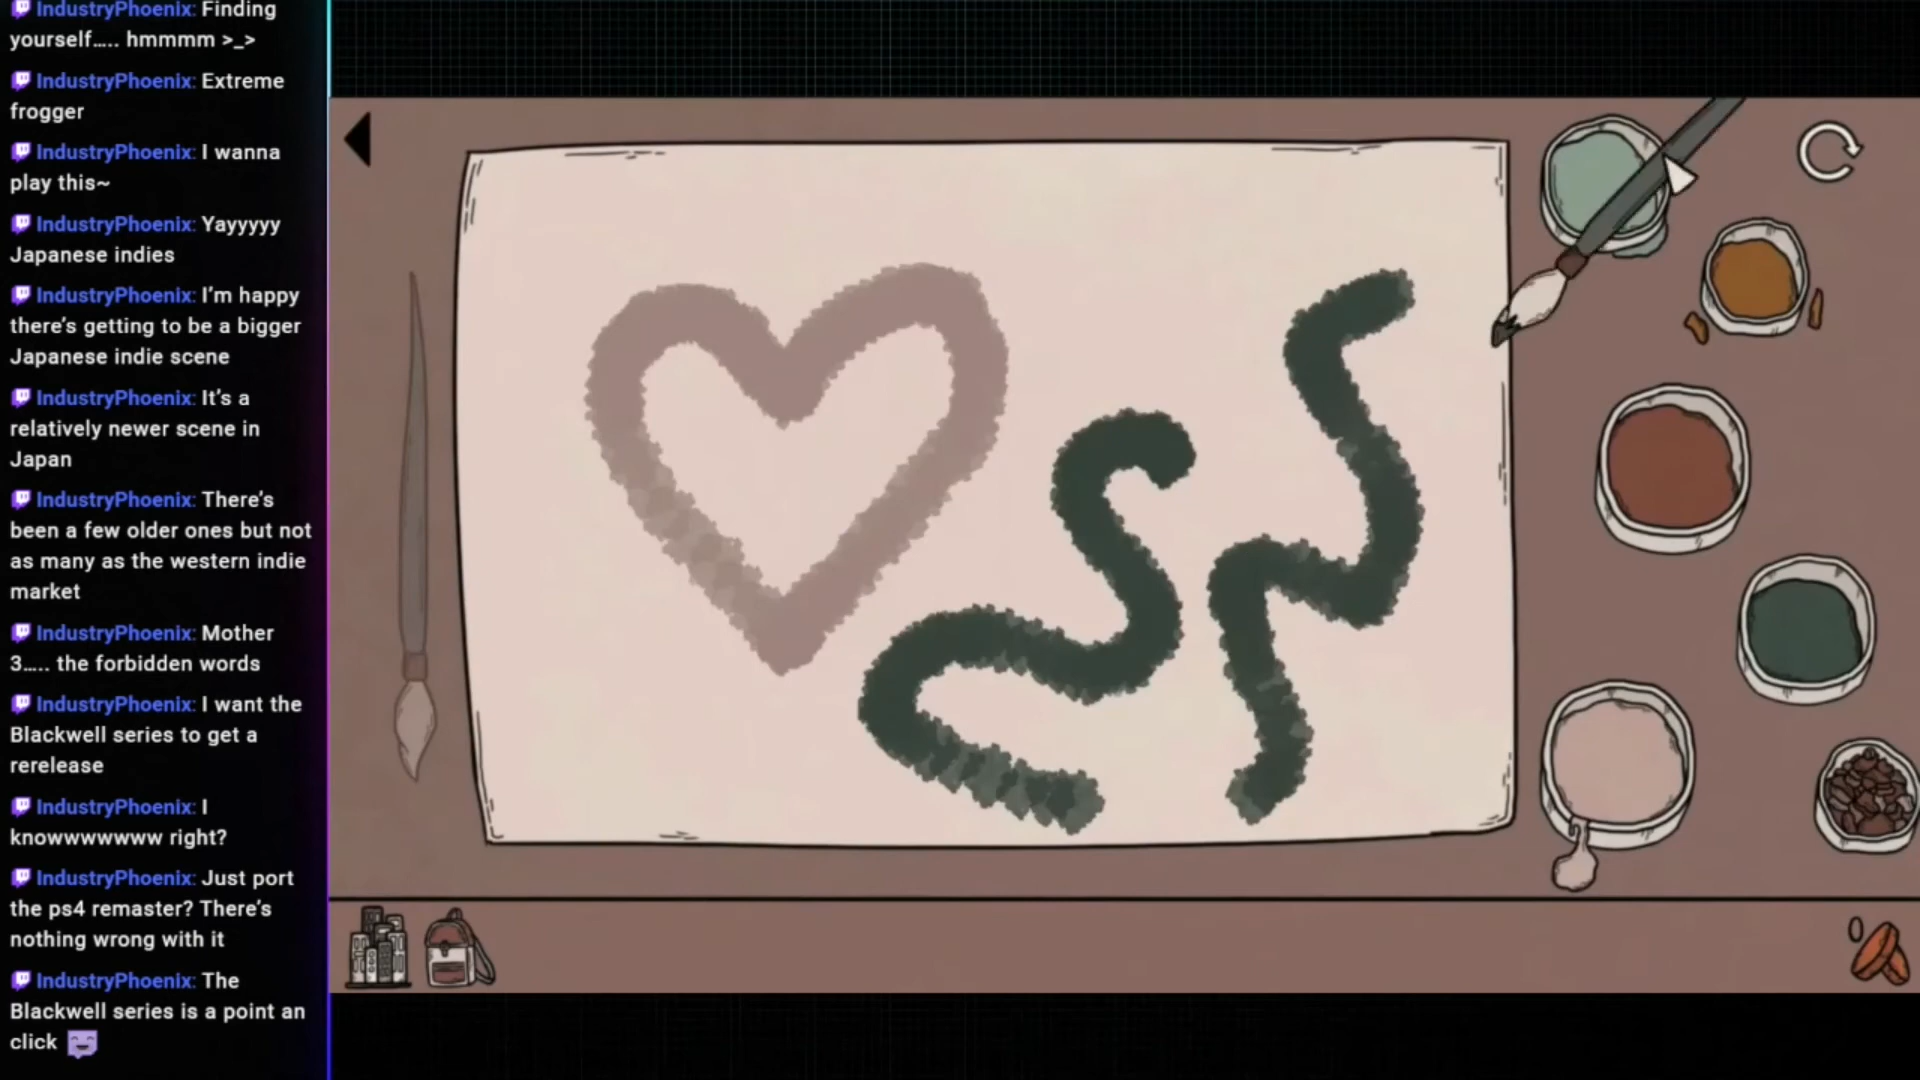 IndustryPhoenix: Finding
yourself..... hmmmm >_>
IndustryPhoenix: Extreme
frogger
IndustryPhoenix: I wanna
play this~
IndustryPhoenix: Yayyyyy
Japanese indies
IndustryPhoenix: I'm happy
there's getting to be a bigger
Japanese indie scene
IndustryPhoenix: It's a
relatively newer scene in
Japan
IndustryPhoenix: There's
been a few older ones but not
as many as the western indie
market
IndustryPhoenix: Mother
3..... the forbidden words
IndustryPhoenix: I want the
Blackwell series to get a
rerelease
IndustryPhoenix: I
knowwwwwww right?
IndustryPhoenix: Just port
the ps4 remaster? There's
nothing wrong with it
IndustryPhoenix: The
Blackwell series is a point an
click
0